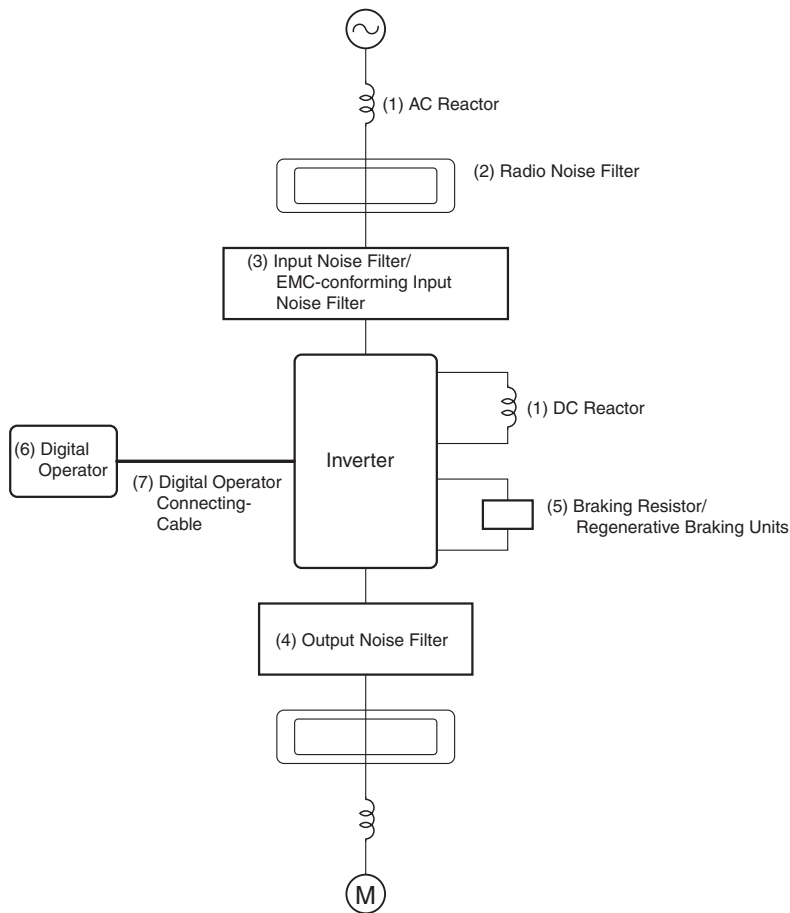 (1) AC Reactor
(2) Radio Noise Filter
(3) Input Noise Filter/
EMC-conforming Input
Noise Filter
(1) DC Reactor
Inverter
(6) Digital
Operator
(7) Digital Operator
Connecting-
Cable
(5) Braking Resistor/
Regenerative Braking Units
(4) Output Noise Filter
M